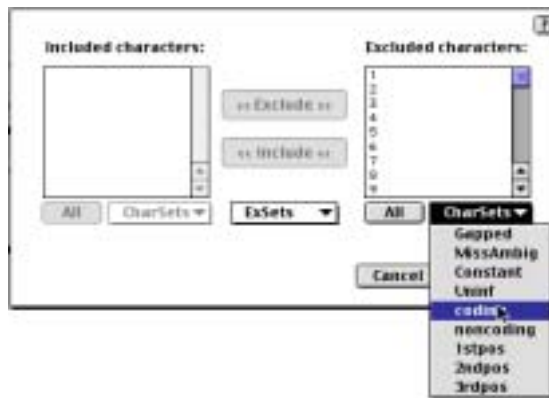 ?
Included characters:
Excluded characters:
1
2
3
4
5
6
7
8
9
<< Exclude <<
<< Include <<
All
CharSets
ExSets
All
CharSets
Gapped
MissAmbig
Constant
Uninf
coding
noncoding
1stpos
2ndpos
3rdpos
Cancel